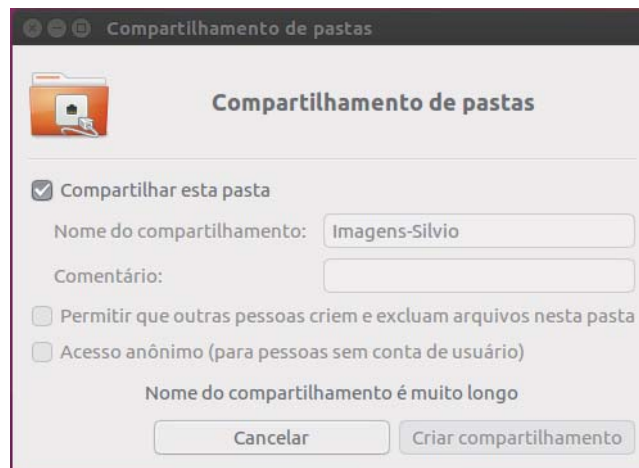 Compartilhamento de pastas
Compartilhamento de pastas
Compartilhar esta pasta
Nome do compartilhamento: Imagens-Silvio
Comentário:
Permitir que outras pessoas criem e excluam arquivos nesta pasta
Acesso anônimo (para pessoas sem conta de usuário)
Nome do compartilhamento é muito longo
Cancelar Criar compartilhamento